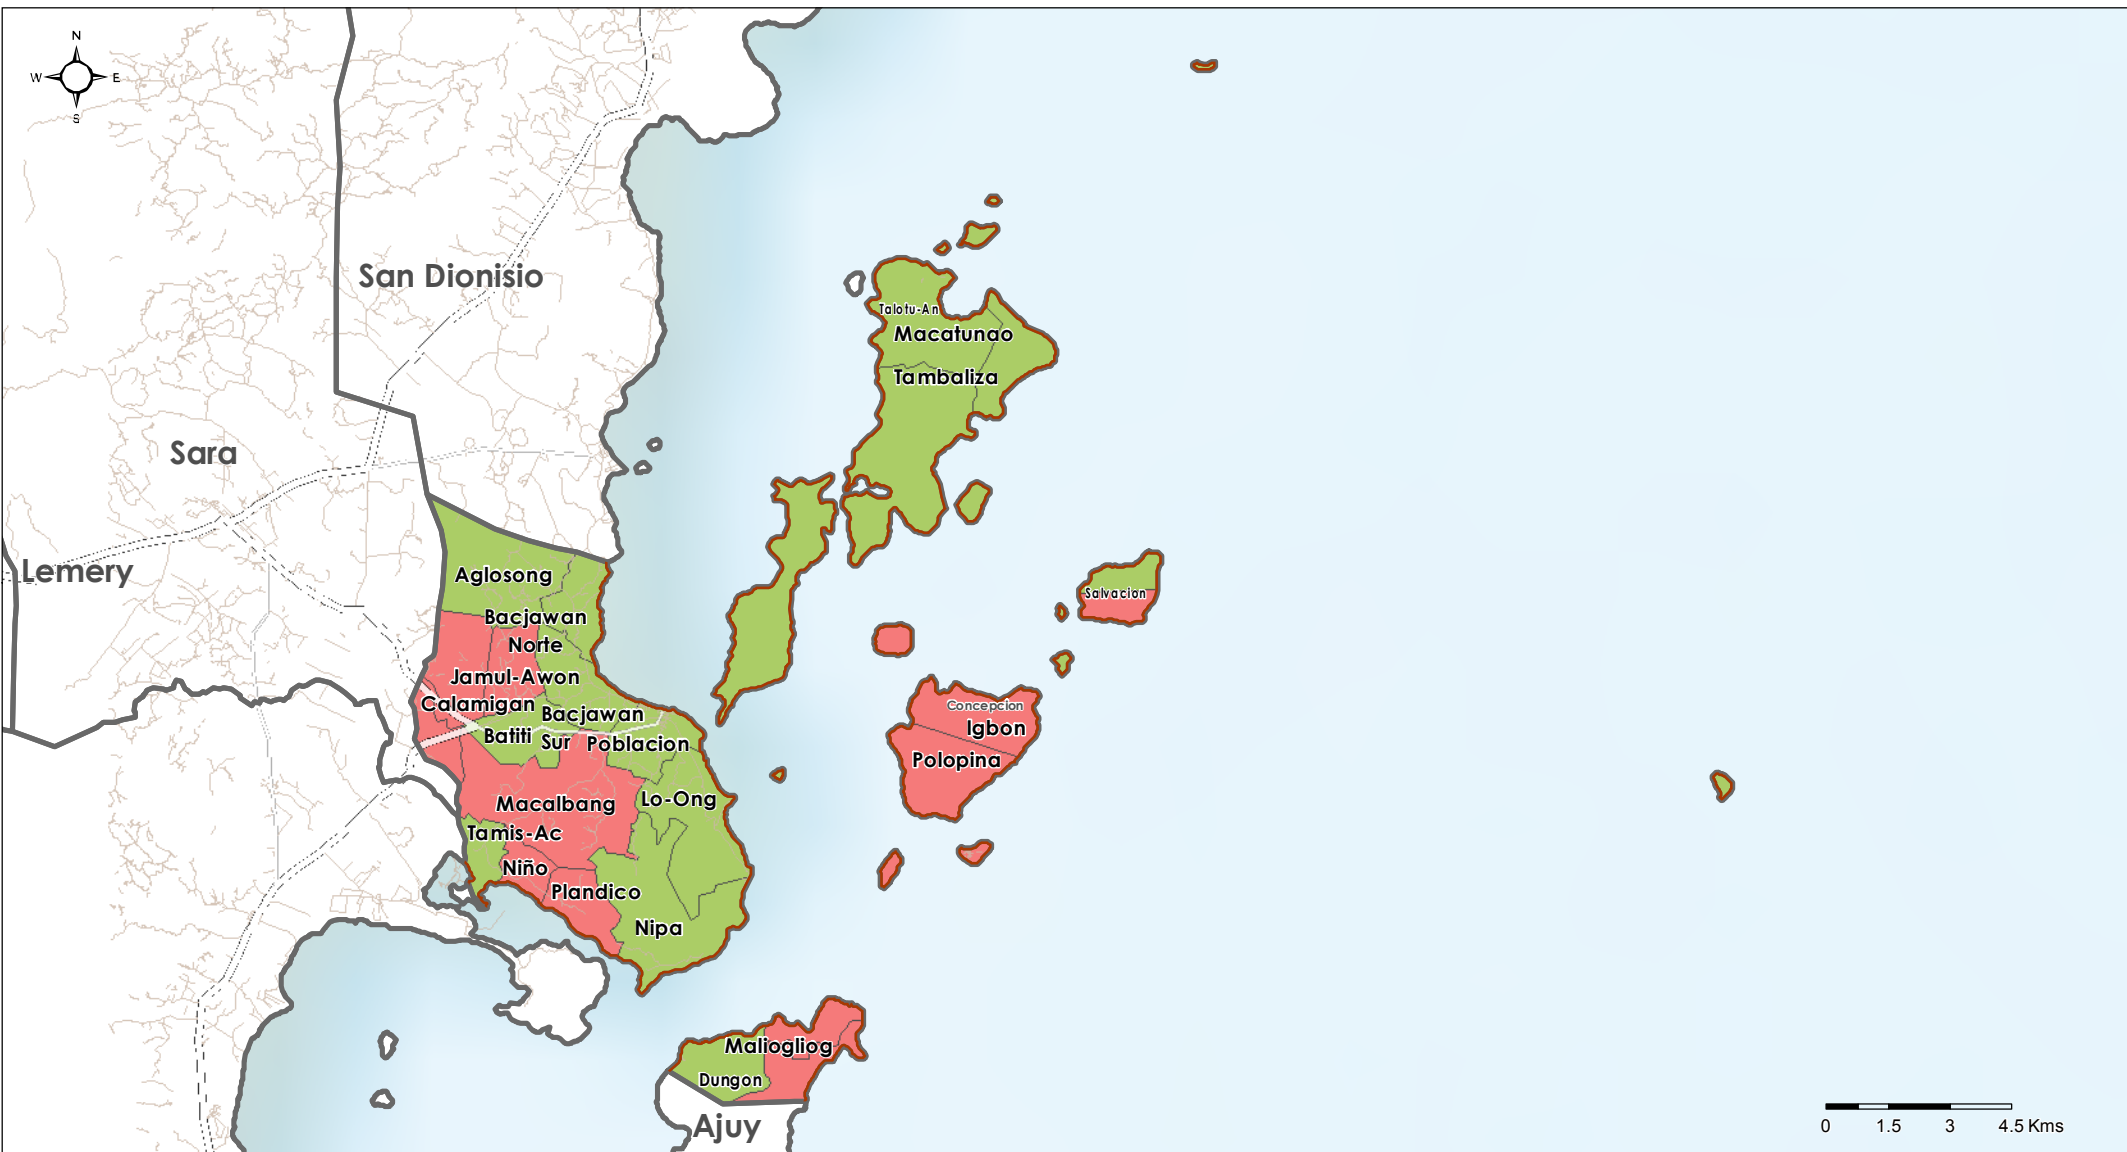 N
W E
S
San Dionisio
Talotu-An
Macatunao
Tambaliza
Sara
Lemery
Aglosong
Salvacion
Bacjawan
Norte
Jamul-Awon
Calamigan
Concepcion
Bacjawan
Igbon
Batiti
Sur
Poblacion
Polopina
Macalbang
Lo-Ong
Tamis-Ac
Niño
Plandico
Nipa
Maliogliog
Dungon
Ajuy
0 1.5 3 4.5 Kms